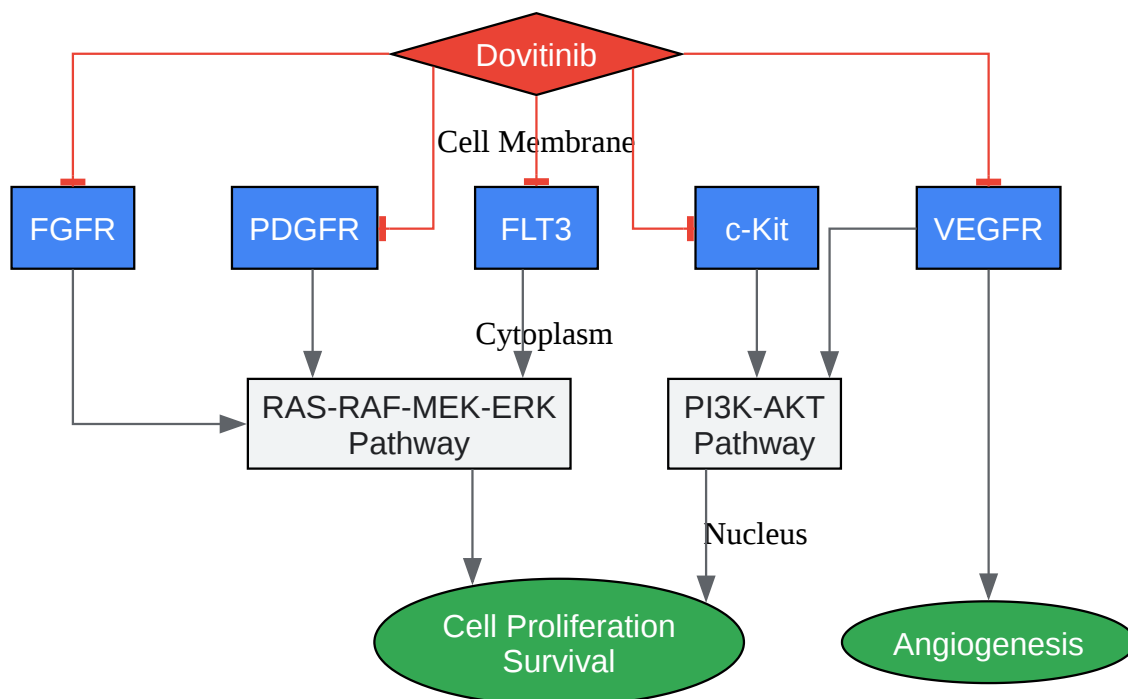 Dovitinib
Cell Membrane
FGFR
PDGFR
FLT3
c-Kit
VEGFR
Cytoplasm
RAS-RAF-MEK-ERK
Pathway
PI3K-AKT
Pathway
Nucleus
Cell Proliferation
Survival
Angiogenesis